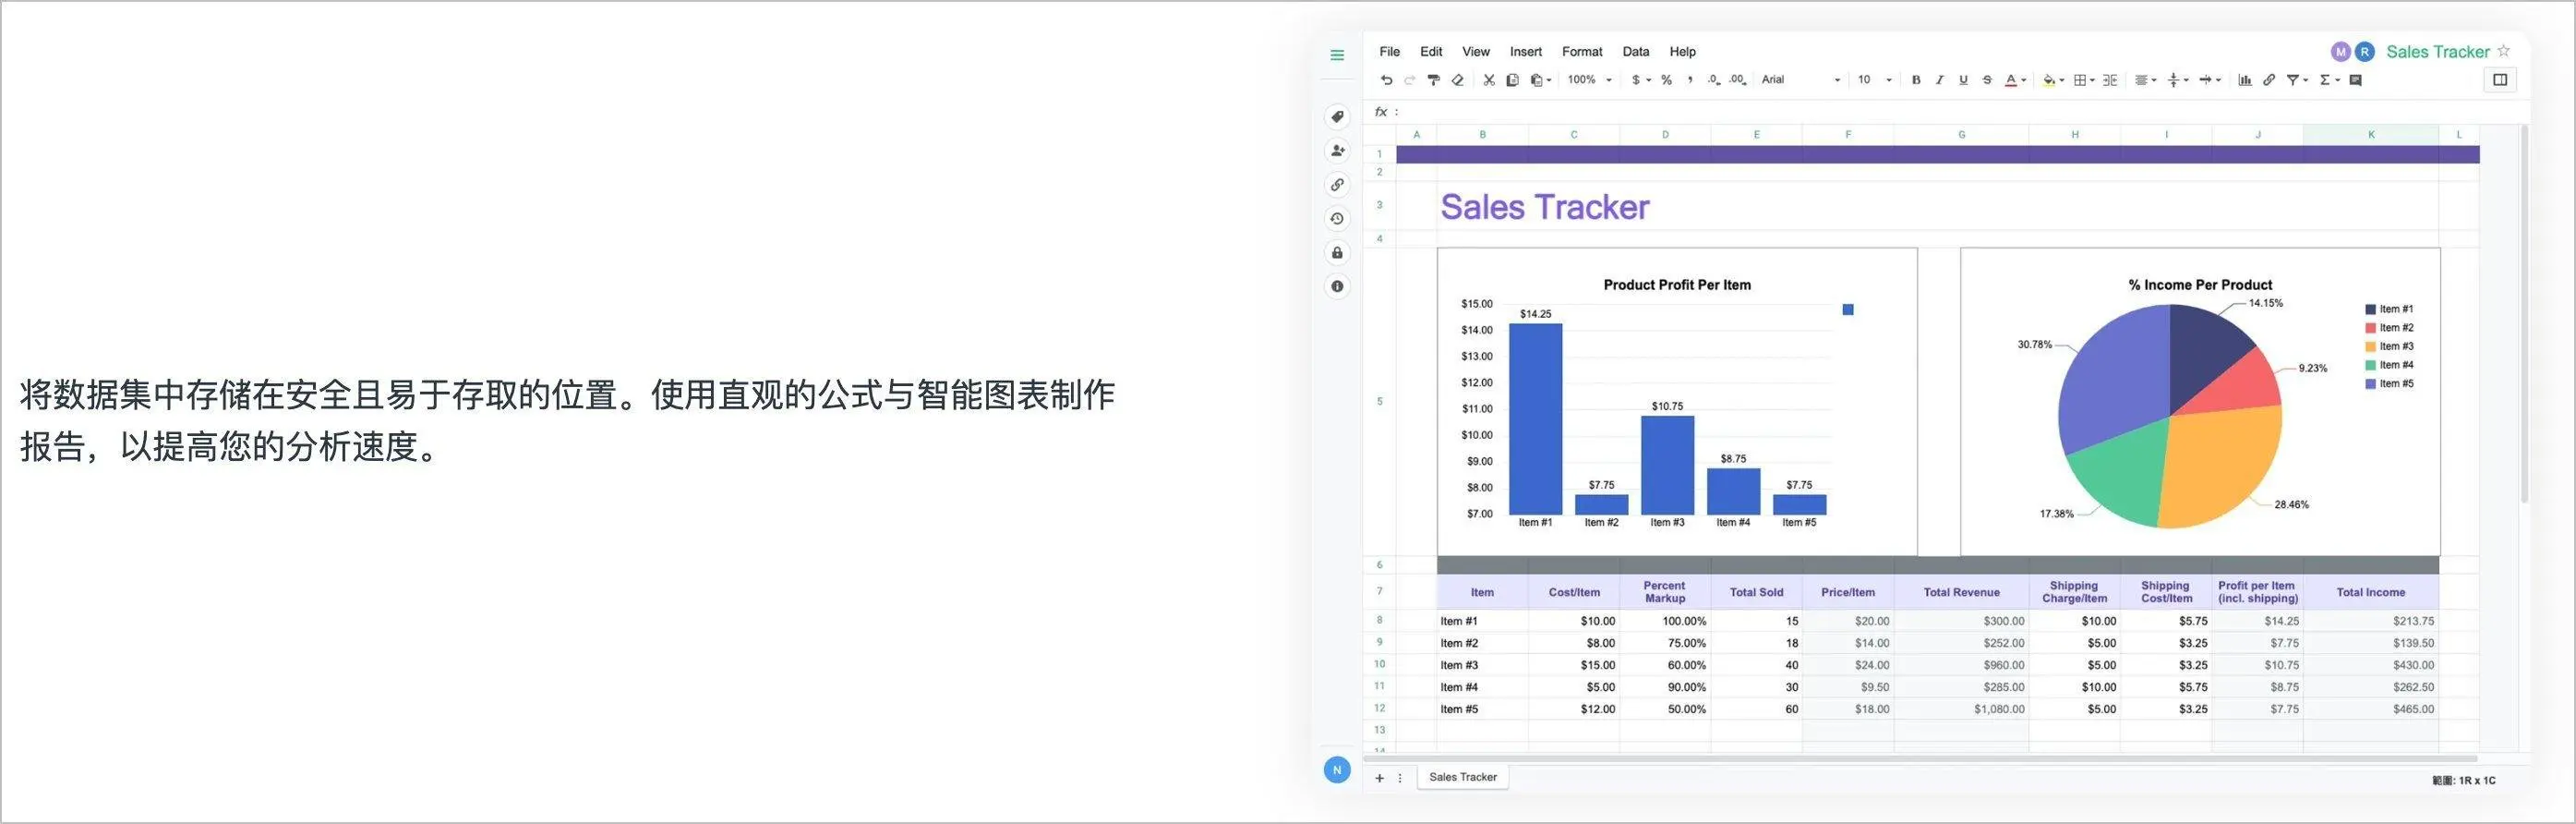 将数据集中存储在安全且易于存取的位置。使用直观的公式与智能图表制作
报告，以提高您的分析速度。
File Edit View Insert Format Data Help
M R Sales Tracker
100% $ % , .0 .00 Arial 10 B I U S A Σ
fx :
A B C D E F G H I J K L
1
2
3 Sales Tracker
4
5
Product Profit Per Item
$15.00
$14.00
$13.00
$12.00
$11.00
$10.00
$9.00
$8.00
$7.00
$14.25 $7.75 $10.75 $8.75 $7.75
Item #1 Item #2 Item #3 Item #4 Item #5
% Income Per Product
14.15%
9.23%
28.46%
17.38%
30.78%
Item #1
Item #2
Item #3
Item #4
Item #5
6
7 Item Cost/Item Percent Markup Total Sold Price/Item Total Revenue Shipping Charge/Item Shipping Cost/Item Profit per Item (incl. shipping) Total Income
8 Item #1 $10.00 100.00% 15 $20.00 $300.00 $10.00 $5.75 $14.25 $213.75
9 Item #2 $8.00 75.00% 18 $14.00 $252.00 $5.00 $3.25 $7.75 $139.50
10 Item #3 $15.00 60.00% 40 $24.00 $960.00 $5.00 $3.25 $10.75 $430.00
11 Item #4 $5.00 90.00% 30 $9.50 $285.00 $10.00 $5.75 $8.75 $262.50
12 Item #5 $12.00 50.00% 60 $18.00 $1,080.00 $5.00 $3.25 $7.75 $465.00
13
14
N
+ Sales Tracker
範圍: 1R x 1C